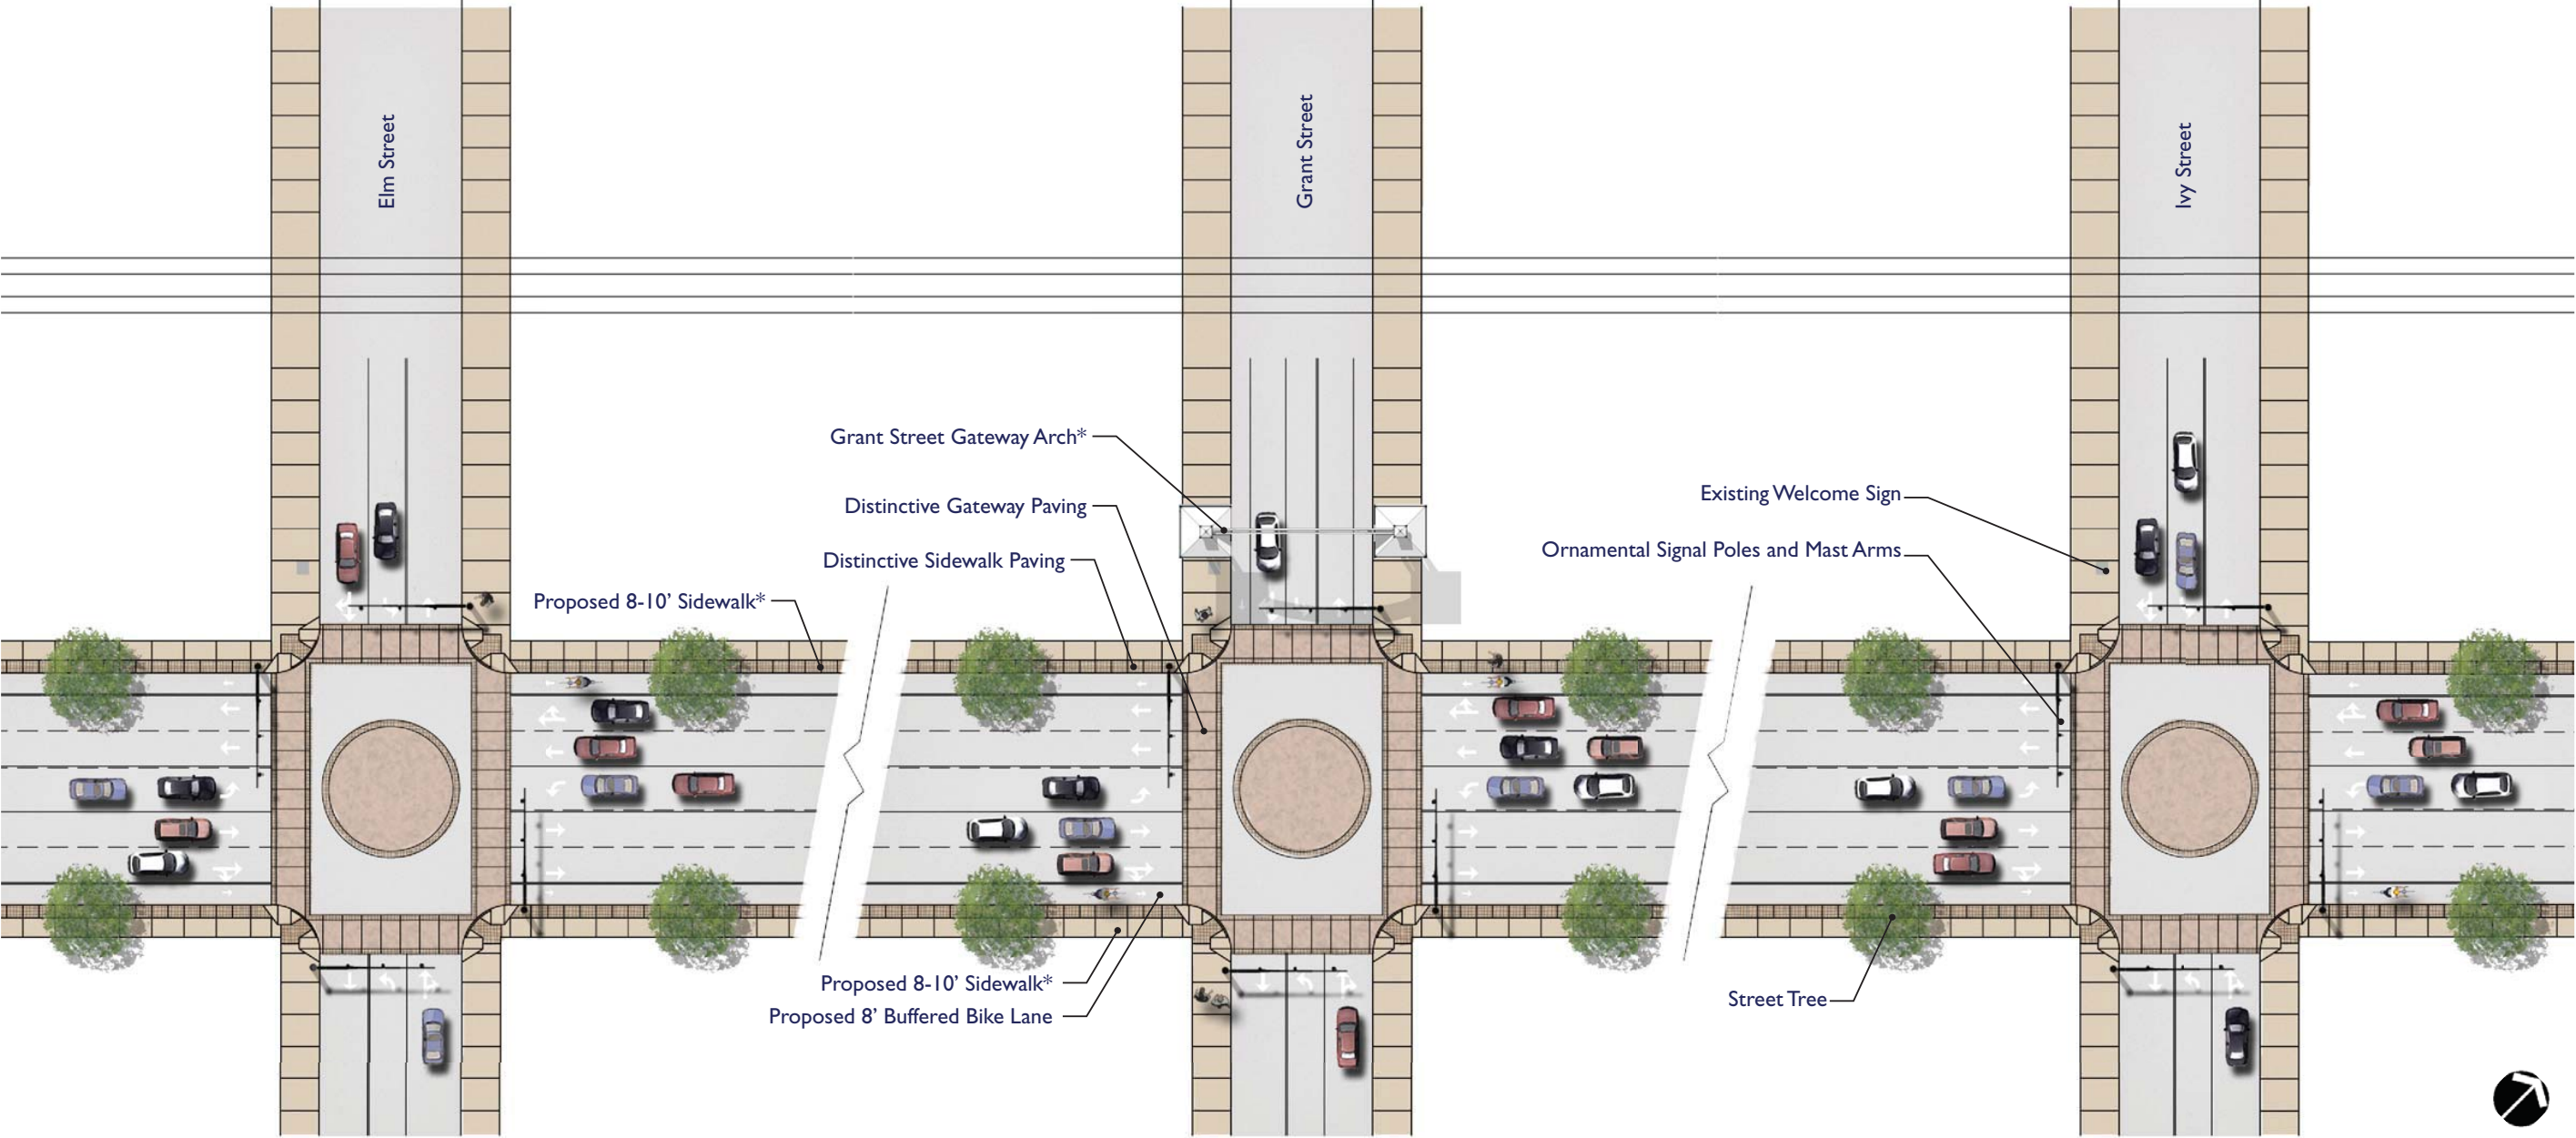 Elm Street
Grant Street
Ivy Street
Grant Street Gateway Arch*
Distinctive Gateway Paving
Distinctive Sidewalk Paving
Proposed 8-10’ Sidewalk*
Existing Welcome Sign
Ornamental Signal Poles and Mast Arms
Proposed 8-10’ Sidewalk*
Proposed 8’ Buffered Bike Lane
Street Tree